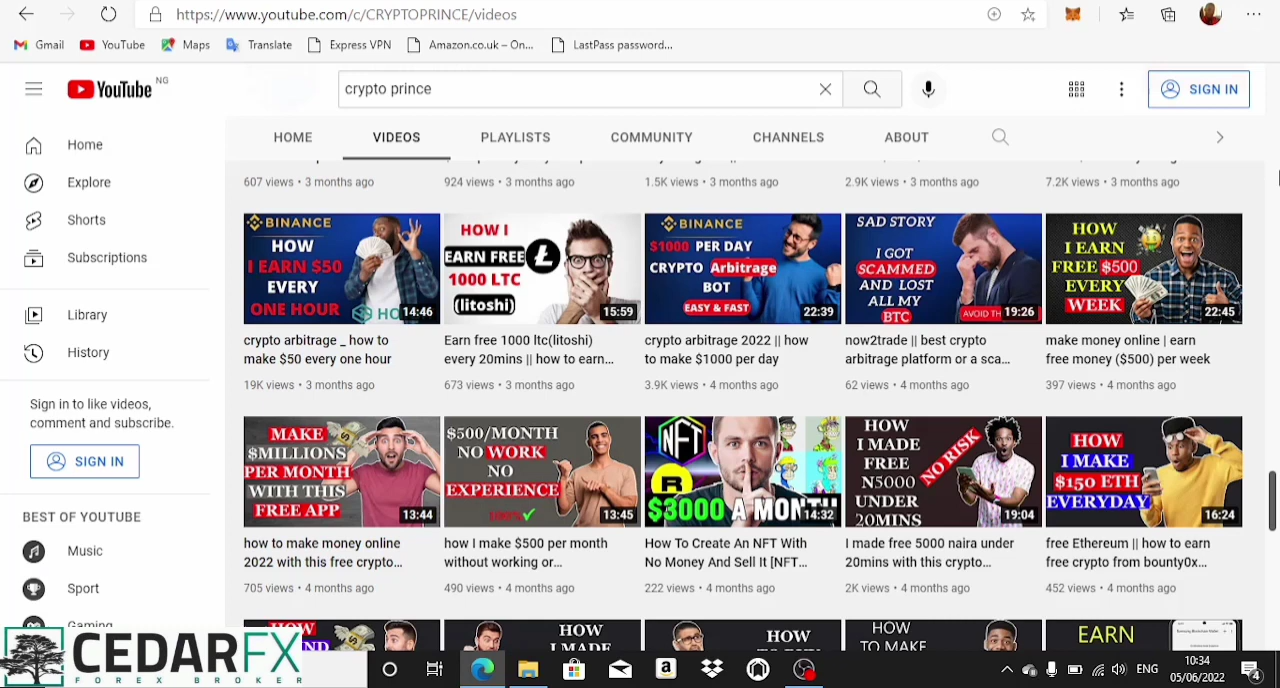 https://www.youtube.com/c/CRYPTOPRINCE/videos
Gmail YouTube Maps Translate Express VPN Amazon.co.uk – On... LastPass password...
YouTube NG
crypto prince
SIGN IN
HOME VIDEOS PLAYLISTS COMMUNITY CHANNELS ABOUT
Home
Explore
Shorts
Subscriptions
Library
History
Sign in to like videos,
comment and subscribe.
SIGN IN
BEST OF YOUTUBE
Music
Sport
Gaming
607 views • 3 months ago
924 views • 3 months ago
1.5K views • 3 months ago
2.9K views • 3 months ago
7.2K views • 3 months ago
BINANCE
HOW
I EARN $50
EVERY
ONE HOUR
14:46
crypto arbitrage _ how to
make $50 every one hour
19K views • 3 months ago
HOW I
EARN FREE
1000 LTC
(litoshi)
15:59
Earn free 1000 ltc(litoshi)
every 20mins || how to earn...
673 views • 3 months ago
BINANCE
$1000 PER DAY
CRYPTO Arbitrage
BOT
EASY & FAST
22:39
crypto arbitrage 2022 || how
to make $1000 per day
3.9K views • 4 months ago
SAD STORY
I GOT
SCAMMED
AND LOST
ALL MY
BTC
AVOID TH
19:26
now2trade || best crypto
arbitrage platform or a sca...
62 views • 4 months ago
HOW
I EARN
FREE $500
EVERY
WEEK
22:45
make money online | earn
free money ($500) per week
397 views • 4 months ago
MAKE
$MILLIONS
PER MONTH
WITH THIS
FREE APP
13:44
how to make money online
2022 with this free crypto...
705 views • 4 months ago
$500/MONTH
NO WORK
NO
EXPERIENCE
100%
13:45
how I make $500 per month
without working or...
490 views • 4 months ago
NFT
R
$3000 A MONTH
14:32
How To Create An NFT With
No Money And Sell It [NFT...
222 views • 4 months ago
HOW
I MADE
FREE
N5000
UNDER
20MINS
NO RISK
19:04
I made free 5000 naira under
20mins with this crypto...
2K views • 4 months ago
HOW
I MAKE
$150 ETH
EVERYDAY
16:24
free Ethereum || how to earn
free crypto from bounty0x...
452 views • 4 months ago
HOW
HOW
I MADE
HOW
HOW
TO MAKE
EARN
CEDARFX
FOREX BROKER
ENG
10:34
05/06/2022
4